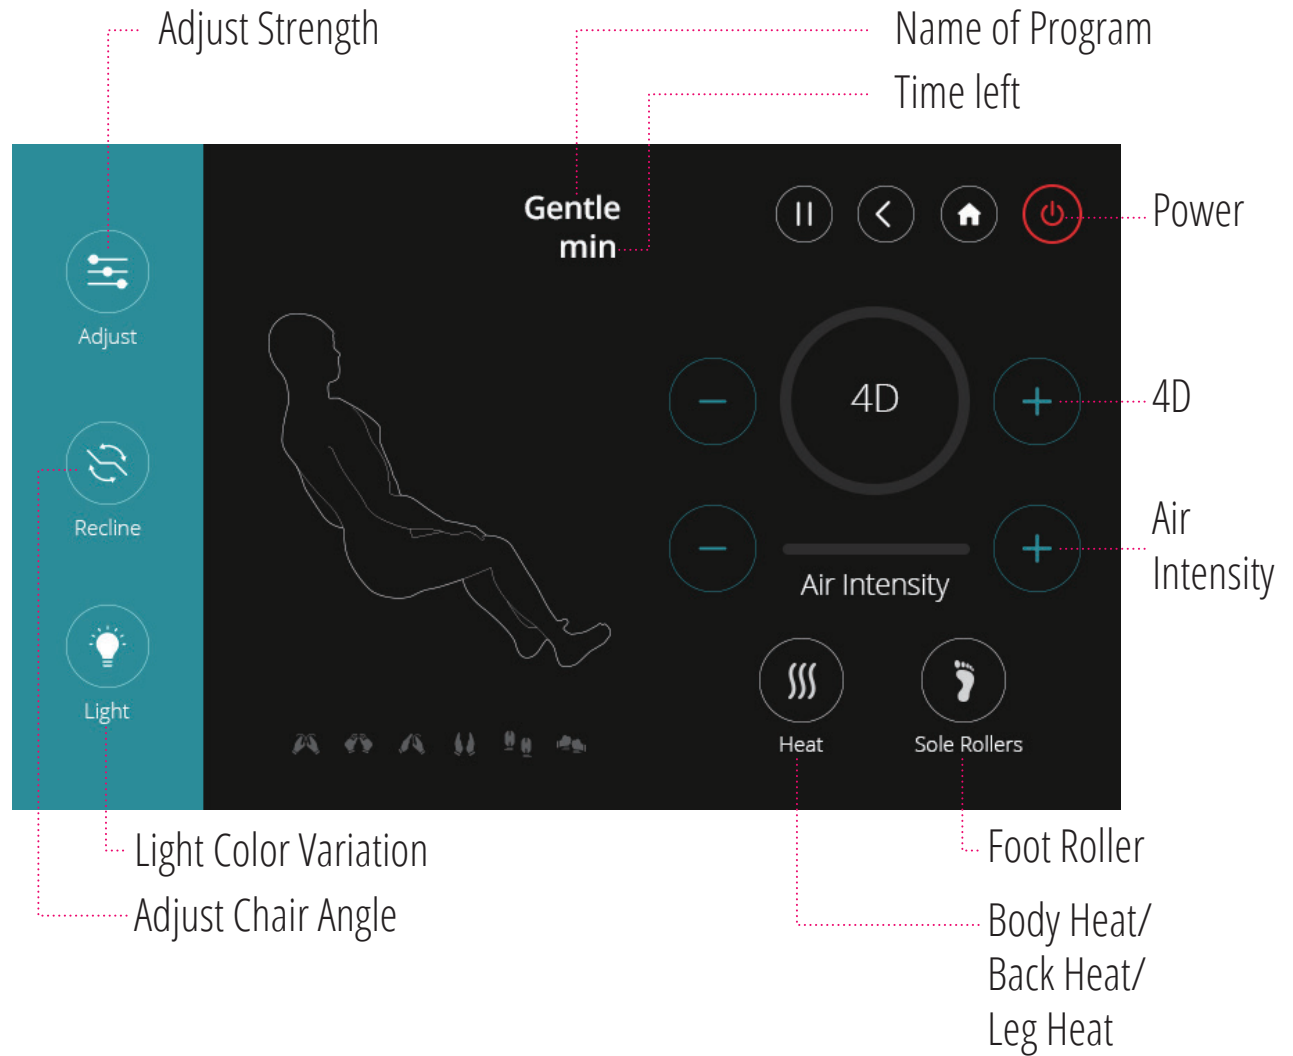 Adjust Strength
Name of Program
Time left
Gentle
min
Power
Adjust
4D
4D
Recline
Air
Intensity
Air Intensity
Light
Heat
Sole Rollers
Light Color Variation
Adjust Chair Angle
Foot Roller
Body Heat/
Back Heat/
Leg Heat